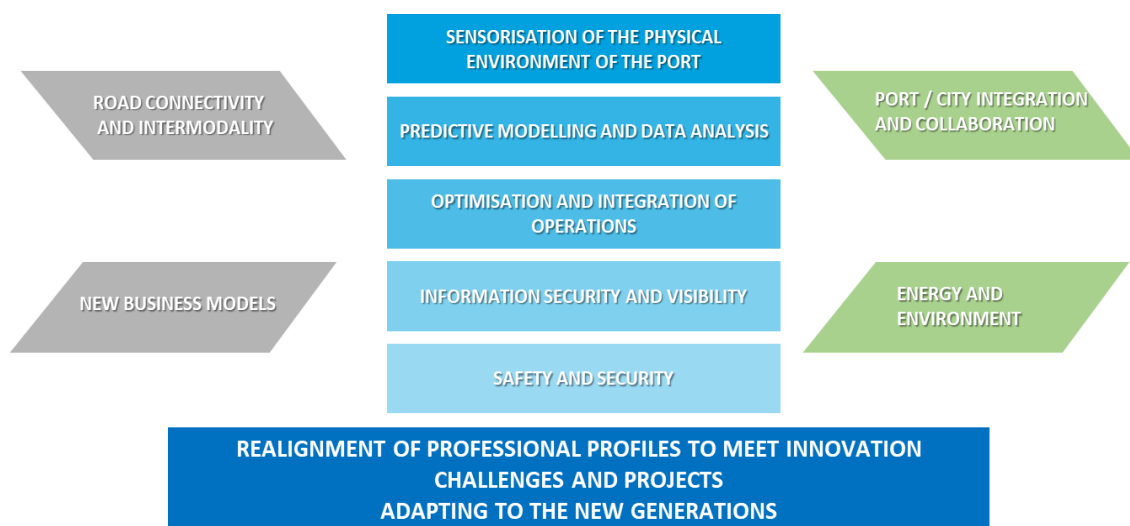 SENSORISATION OF THE PHYSICAL
ENVIRONMENT OF THE PORT
ROAD CONNECTIVITY
AND INTERMODALITY
PREDICTIVE MODELLING AND DATA ANALYSIS
PORT / CITY INTEGRATION
AND COLLABORATION
OPTIMISATION AND INTEGRATION OF
OPERATIONS
NEW BUSINESS MODELS
INFORMATION SECURITY AND VISIBILITY
ENERGY AND
ENVIRONMENT
SAFETY AND SECURITY
REALIGNMENT OF PROFESSIONAL PROFILES TO MEET INNOVATION
CHALLENGES AND PROJECTS
ADAPTING TO THE NEW GENERATIONS